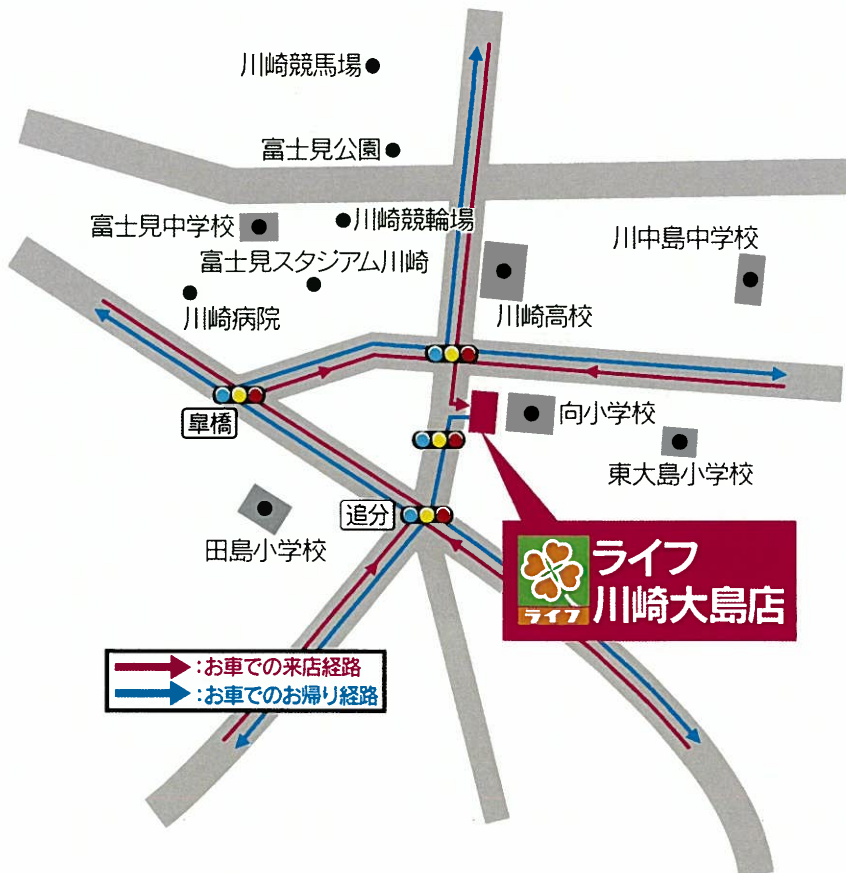 川崎競馬場
富士見公園
富士見中学校
川崎競輪場
川中島中学校
富士見スタジアム川崎
川崎病院
川崎高校
皐橋
向小学校
東大島小学校
追分
田島小学校
ライフ
川崎大島店
ライフ
:お車での来店経路
:お車でのお帰り経路